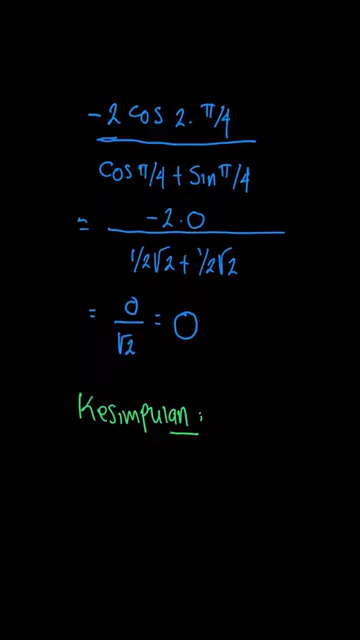 -2 cos 2 . π/4
cos π/4 + sin π/4
= -2 . 0
1/2√2 + 1/2√2
= 0/√2 = 0
Kesimpulan :